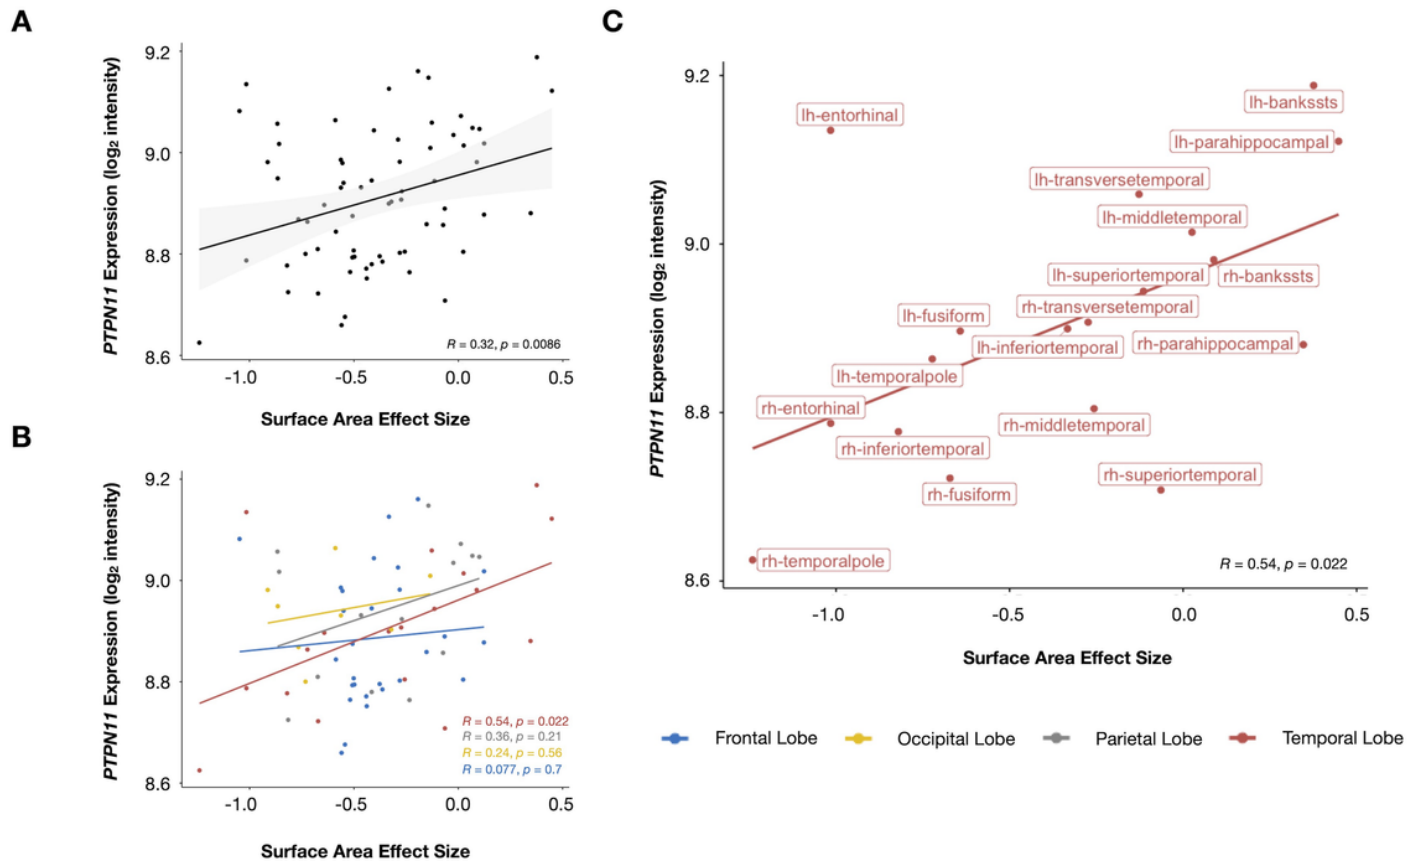 A
PTPN11 Expression (log2 intensity)
9.2
9.0
8.8
8.6
R = 0.32, p = 0.0086
-1.0
-0.5
0.0
0.5
Surface Area Effect Size
B
PTPN11 Expression (log2 intensity)
9.2
9.0
8.8
8.6
R = 0.54, p = 0.022
R = 0.36, p = 0.21
R = 0.24, p = 0.56
R = 0.077, p = 0.7
-1.0
-0.5
0.0
0.5
Surface Area Effect Size
C
PTPN11 Expression (log2 intensity)
9.2
9.0
8.8
8.6
lh-bankssts
lh-entorhinal
lh-parahippocampal
lh-transversetemporal
lh-middletemporal
lh-superiortemporal
rh-bankssts
rh-transversetemporal
lh-fusiform
lh-inferiortemporal
rh-parahippocampal
lh-temporalpole
rh-entorhinal
rh-middletemporal
rh-inferiortemporal
rh-superiortemporal
rh-fusiform
rh-temporalpole
R = 0.54, p = 0.022
-1.0
-0.5
0.0
0.5
Surface Area Effect Size
Frontal Lobe
Occipital Lobe
Parietal Lobe
Temporal Lobe